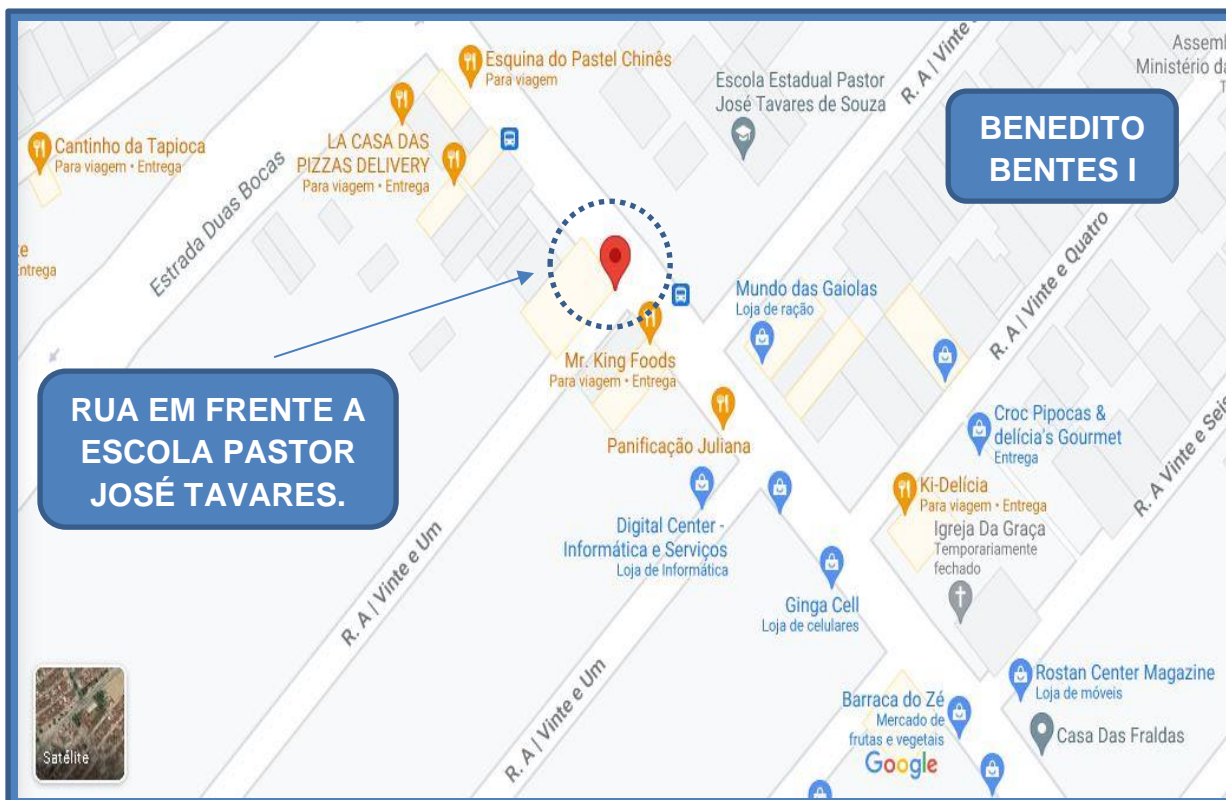 Esquina do Pastel Chinês
Para viagem
Escola Estadual Pastor
José Tavares de Souza
R. A | Vinte e
Assemb
Ministério da
BENEDITO
BENTES I
Cantinho da Tapioca
Para viagem • Entrega
LA CASA DAS
PIZZAS DELIVERY
Para viagem • Entrega
Estrada Duas Bocas
te
Entrega
R. A | Vinte e Quatro
Mundo das Gaiolas
Loja de ração
Mr. King Foods
Para viagem • Entrega
RUA EM FRENTE A
ESCOLA PASTOR
JOSÉ TAVARES.
Panificação Juliana
Croc Pipocas &
delícia's Gourmet
Entrega
R. A Vinte e Seis
Ki-Delícia
Para viagem • Entrega
Igreja Da Graça
Temporariamente
fechado
Digital Center -
Informática e Serviços
Loja de Informática
R. A | Vinte e Um
Ginga Cell
Loja de celulares
R. A | Vinte e Um
Rostan Center Magazine
Loja de móveis
Barraca do Zé
Mercado de
frutas e vegetais
Casa Das Fraldas
Google
Satélite